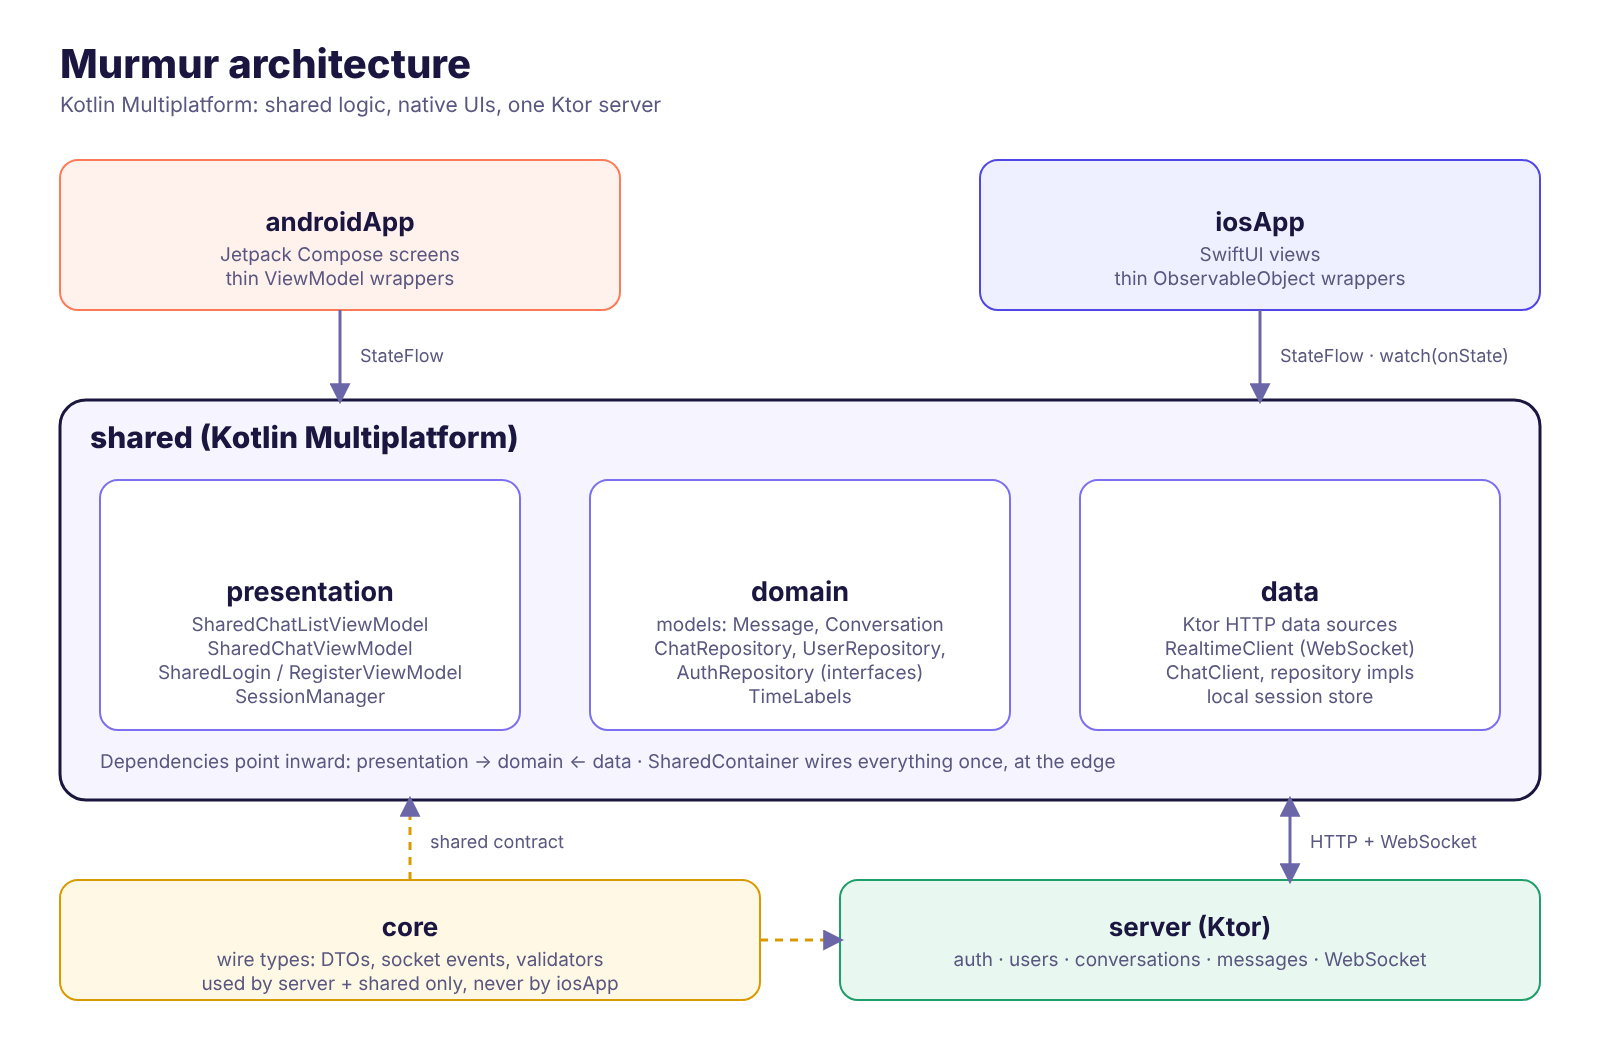 Murmur architecture
Kotlin Multiplatform: shared logic, native UIs, one Ktor server
androidApp
Jetpack Compose screens
thin ViewModel wrappers
iosApp
SwiftUI views
thin ObservableObject wrappers
StateFlow
StateFlow · watch(onState)
shared (Kotlin Multiplatform)
presentation
SharedChatListViewModel
SharedChatViewModel
SharedLogin / RegisterViewModel
SessionManager
domain
models: Message, Conversation
ChatRepository, UserRepository,
AuthRepository (interfaces)
TimeLabels
data
Ktor HTTP data sources
RealtimeClient (WebSocket)
ChatClient, repository impls
local session store
Dependencies point inward: presentation → domain ← data · SharedContainer wires everything once, at the edge
shared contract
HTTP + WebSocket
core
wire types: DTOs, socket events, validators
used by server + shared only, never by iosApp
server (Ktor)
auth · users · conversations · messages · WebSocket